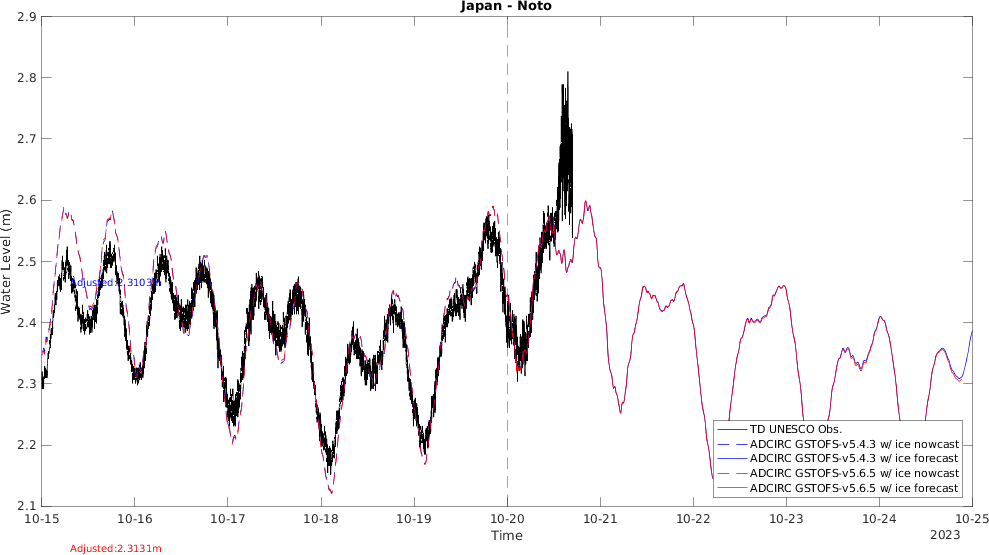 Japan - Noto
2.9
2.8
2.7
2.6
2.5
2.4
2.3
2.2
2.1
Water Level (m)
Adjusted:2.3103m
TD UNESCO Obs.
ADCIRC GSTOFS-v5.4.3 w/ ice nowcast
ADCIRC GSTOFS-v5.4.3 w/ ice forecast
ADCIRC GSTOFS-v5.6.5 w/ ice nowcast
ADCIRC GSTOFS-v5.6.5 w/ ice forecast
10-15 10-16 10-17 10-18 10-19 10-20 10-21 10-22 10-23 10-24 10-25
Time
2023
Adjusted:2.3131m